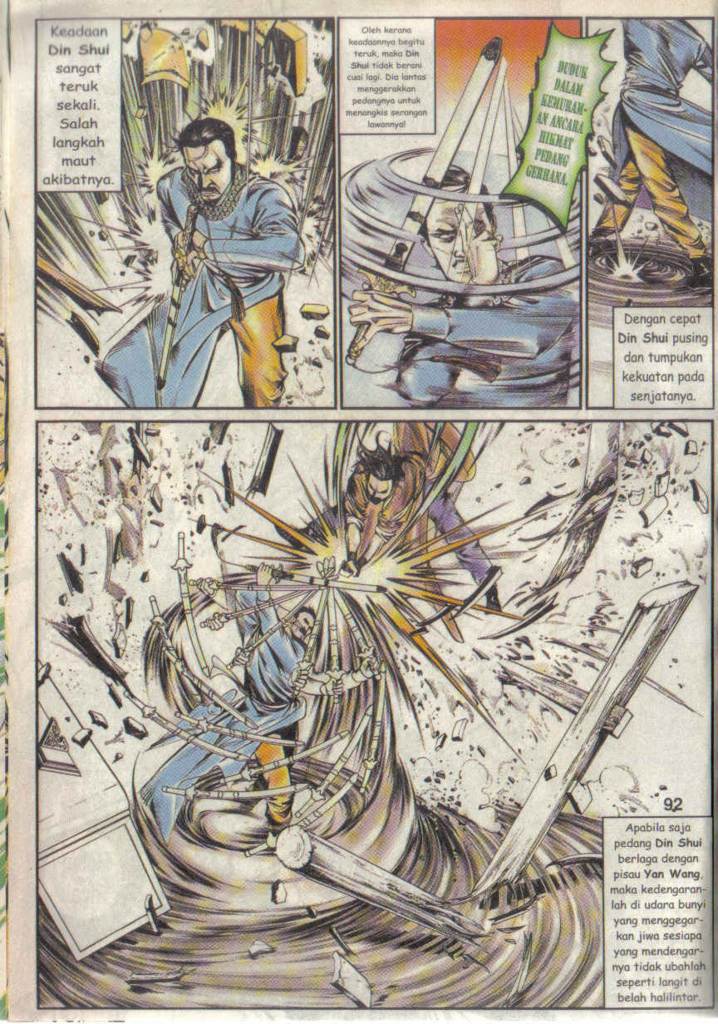 Keadaan
Din Shui
sangat
teruk
sekali.
Salah
langkah
maut
akibatnya.
Oleh kerana
keadaannya begitu
teruk, maka Din
Shui tidak berani
cuai lagi. Dia lantas
menggerakkan
pedangnya untuk
menangkis serangan
lawannya!
DUDUK
DALAM
KEMURAM-
AN ANCARA
HIKMAT
PEDANG
GERHANA.
Dengan cepat
Din Shui pusing
dan tumpukan
kekuatan pada
senjatanya.
92
Apabila saja
pedang Din Shui
berlaga dengan
pisau Yan Wang,
maka kedengaran-
lah di udara bunyi
yang menggegar-
kan jiwa sesiapa
yang mendengar-
nya tidak ubahlah
seperti langit di
belah halilintar.